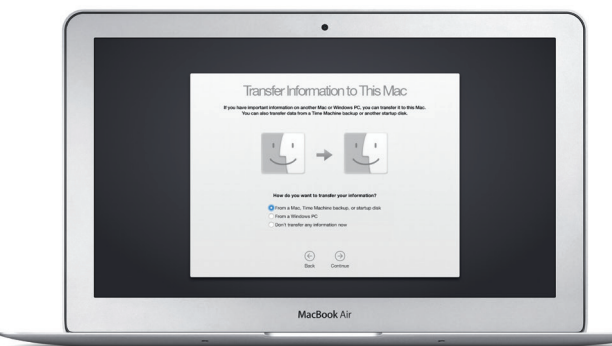 Transfer Information to This Mac
If you have important information on another Mac or Windows PC, you can transfer it to this Mac.
You can also transfer data from a Time Machine backup or another startup disk.
How do you want to transfer your information?
From a Mac, Time Machine backup, or startup disk
From a Windows PC
Don't transfer any information now
Back
Continue
MacBook Air